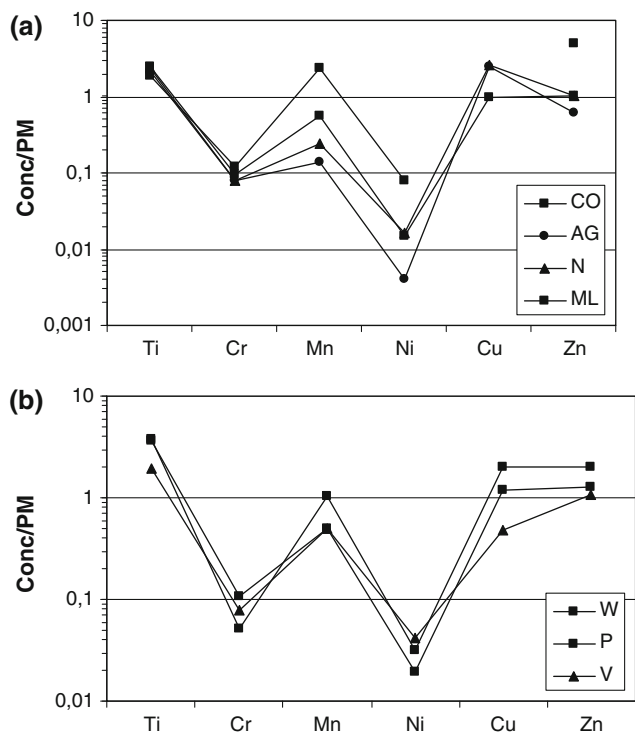 (a)
Conc/PM
10
1
0,1
0,01
0,001
Ti Cr Mn Ni Cu Zn
CO
AG
N
ML
(b)
Conc/PM
10
1
0,1
0,01
Ti Cr Mn Ni Cu Zn
W
P
V